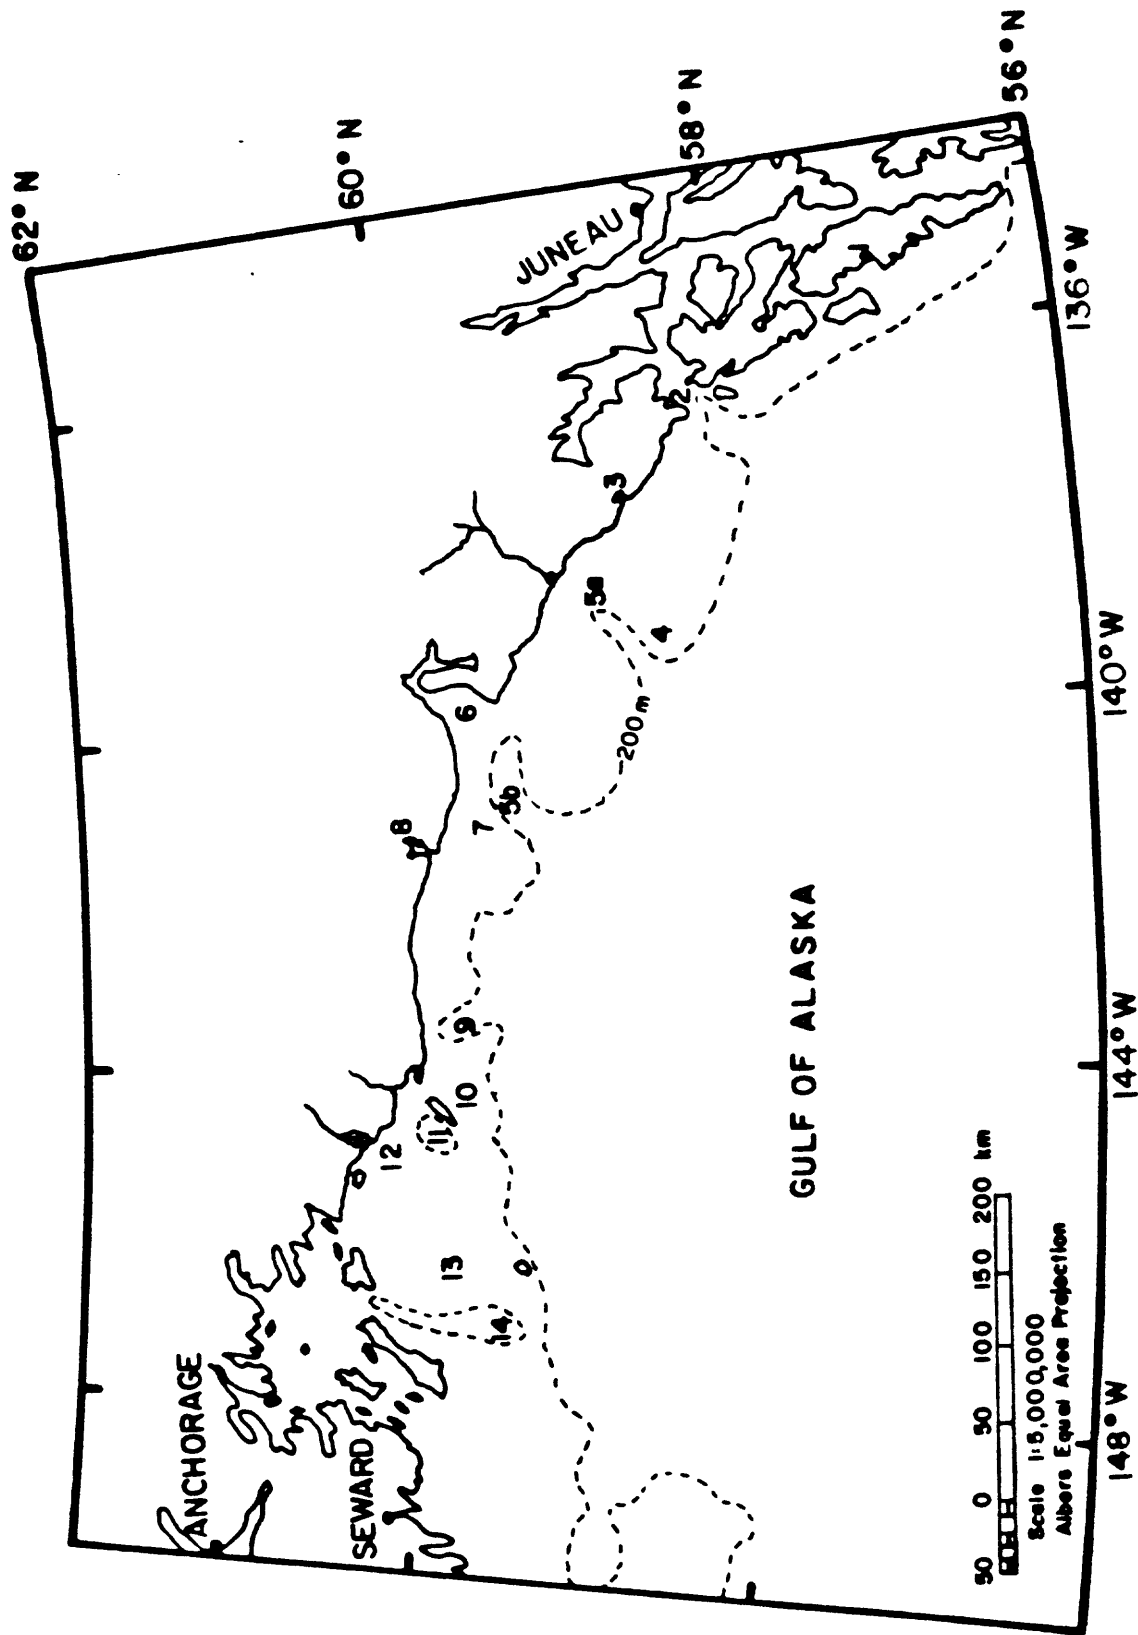 62° N
60° N
58° N
56° N
136° W
140° W
144° W
148° W
ANCHORAGE
SEWARD
JUNEAU
GULF OF ALASKA
200m
1
2
3
4
5a
5b
6
7
8
9
10
11
12
13
14
50 0 50 100 150 200 km
Scale 1:5,000,000
Albers Equal Area Projection